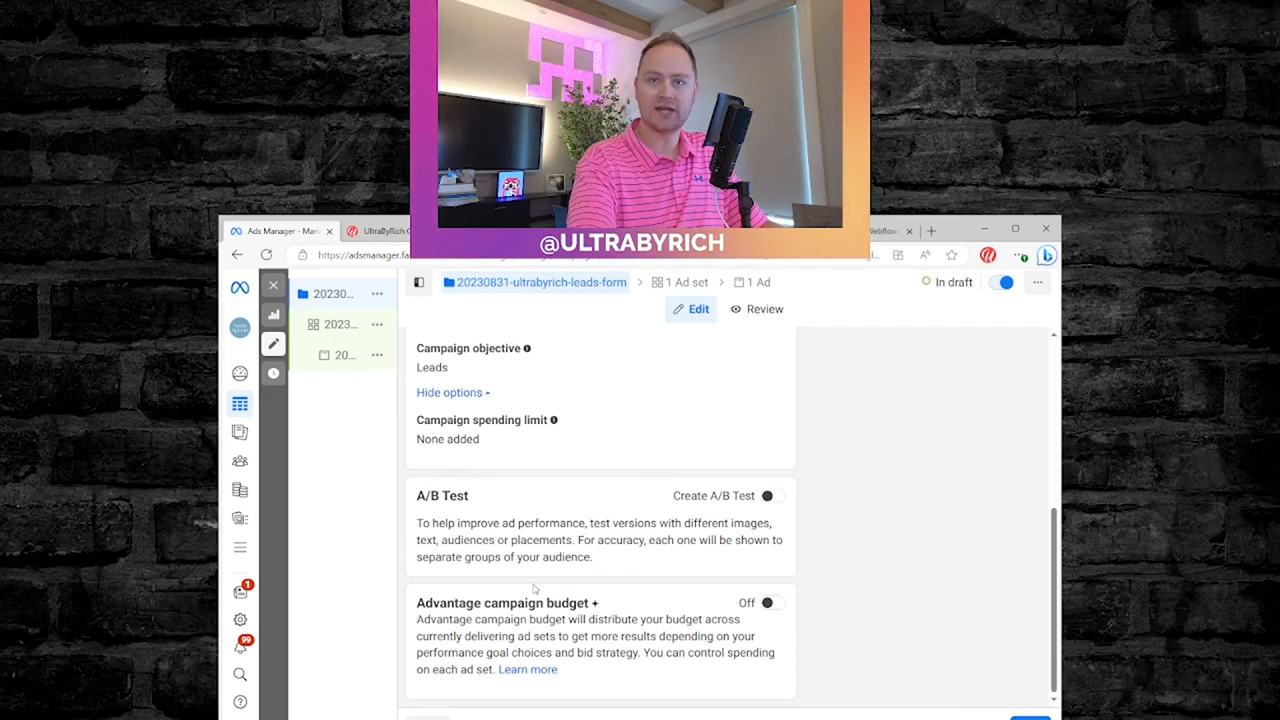 @ULTRABYRICH
Ads Manager - Man
UltraByRich
Webflow
https://adsmanager.fa
20230831-ultrabyrich-leads-form
1 Ad set
1 Ad
In draft
20230...
2023...
20...
Edit
Review
Campaign objective
Leads
Hide options
Campaign spending limit
None added
A/B Test
Create A/B Test
To help improve ad performance, test versions with different images,
text, audiences or placements. For accuracy, each one will be shown to
separate groups of your audience.
Advantage campaign budget +
Off
Advantage campaign budget will distribute your budget across
currently delivering ad sets to get more results depending on your
performance goal choices and bid strategy. You can control spending
on each ad set. Learn more
1
99